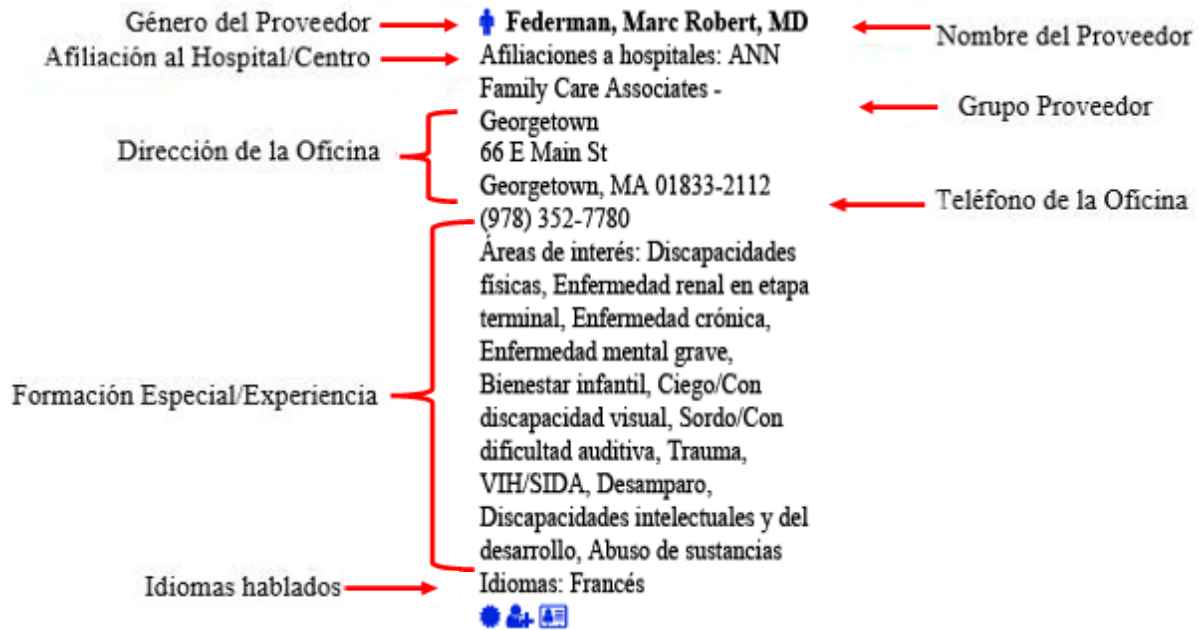 Género del Proveedor
Federman, Marc Robert, MD
Nombre del Proveedor
Afiliación al Hospital/Centro
Afiliaciones a hospitales: ANN
Family Care Associates -
Grupo Proveedor
Georgetown
Dirección de la Oficina
66 E Main St
Georgetown, MA 01833-2112
Teléfono de la Oficina
(978) 352-7780
Áreas de interés: Discapacidades
físicas, Enfermedad renal en etapa
terminal, Enfermedad crónica,
Enfermedad mental grave,
Formación Especial/Experiencia
Bienestar infantil, Ciego/Con
discapacidad visual, Sordo/Con
dificultad auditiva, Trauma,
VIH/SIDA, Desamparo,
Discapacidades intelectuales y del
desarrollo, Abuso de sustancias
Idiomas hablados
Idiomas: Francés